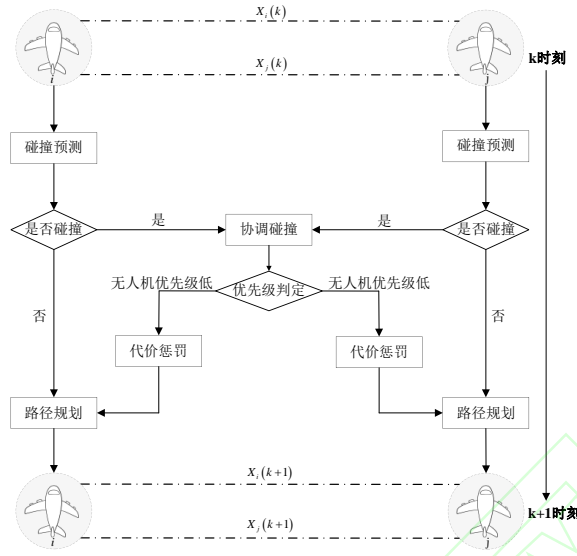 X_i(k)
X_j(k)
i
j
k时刻
碰撞预测
碰撞预测
是否碰撞
是
协调碰撞
是
是否碰撞
无人机优先级低
优先级判定
无人机优先级低
否
否
代价惩罚
代价惩罚
路径规划
路径规划
X_i(k+1)
X_j(k+1)
i
j
k+1时刻